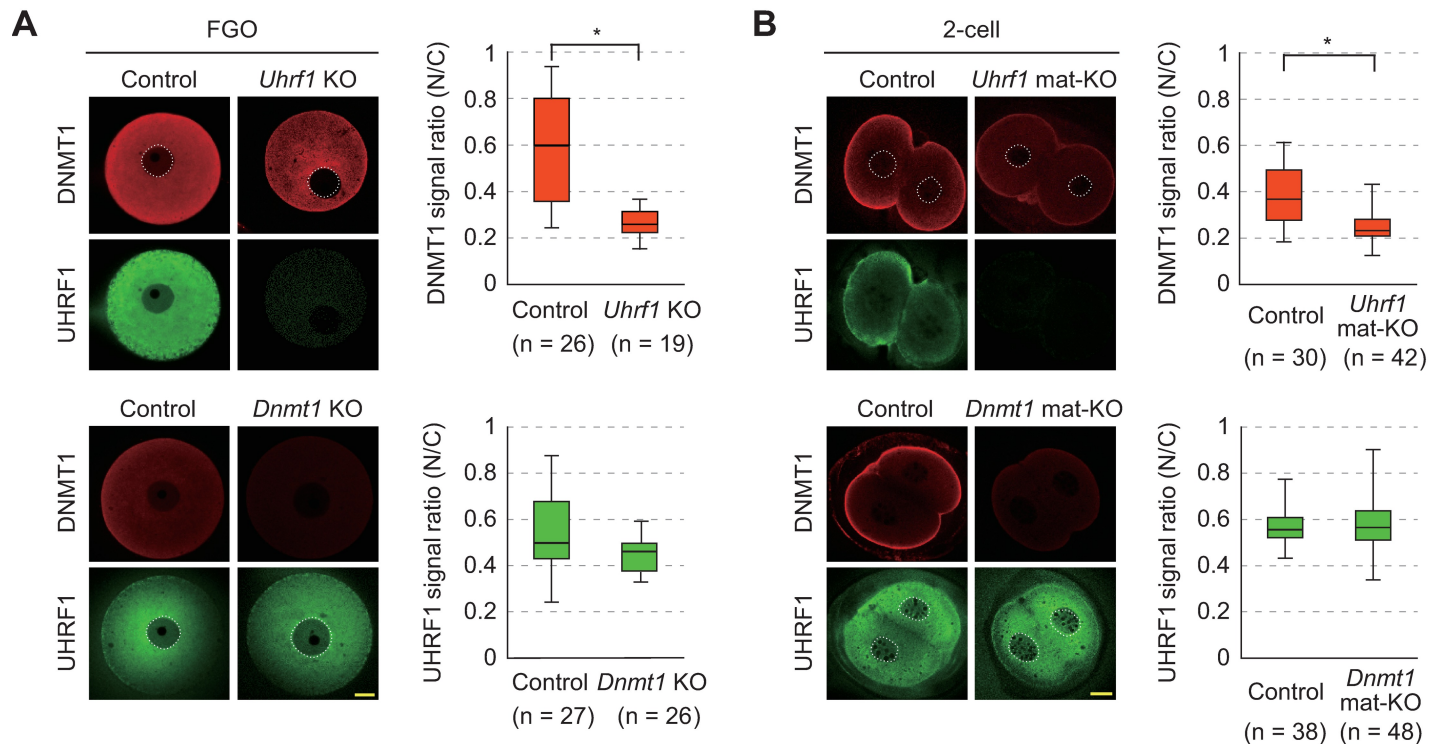 A
FGO
Control Uhrf1 KO
DNMT1
UHRF1
DNMT1 signal ratio (N/C)
1
0.8
0.6
0.4
0.2
0
*
Control Uhrf1 KO
(n = 26) (n = 19)
Control Dnmt1 KO
DNMT1
UHRF1
UHRF1 signal ratio (N/C)
1
0.8
0.6
0.4
0.2
0
Control Dnmt1 KO
(n = 27) (n = 26)
B
2-cell
Control Uhrf1 mat-KO
DNMT1
UHRF1
DNMT1 signal ratio (N/C)
1
0.8
0.6
0.4
0.2
0
*
Control Uhrf1
mat-KO
(n = 30) (n = 42)
Control Dnmt1 mat-KO
DNMT1
UHRF1
UHRF1 signal ratio (N/C)
1
0.8
0.6
0.4
0.2
0
Control Dnmt1
mat-KO
(n = 38) (n = 48)